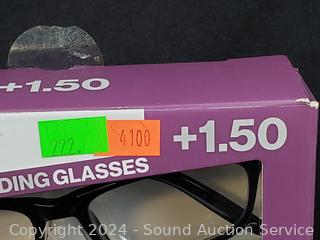 +1.50
222.
4100
+1.50
DING GLASSES
Copyright 2024 - Sound Auction Service